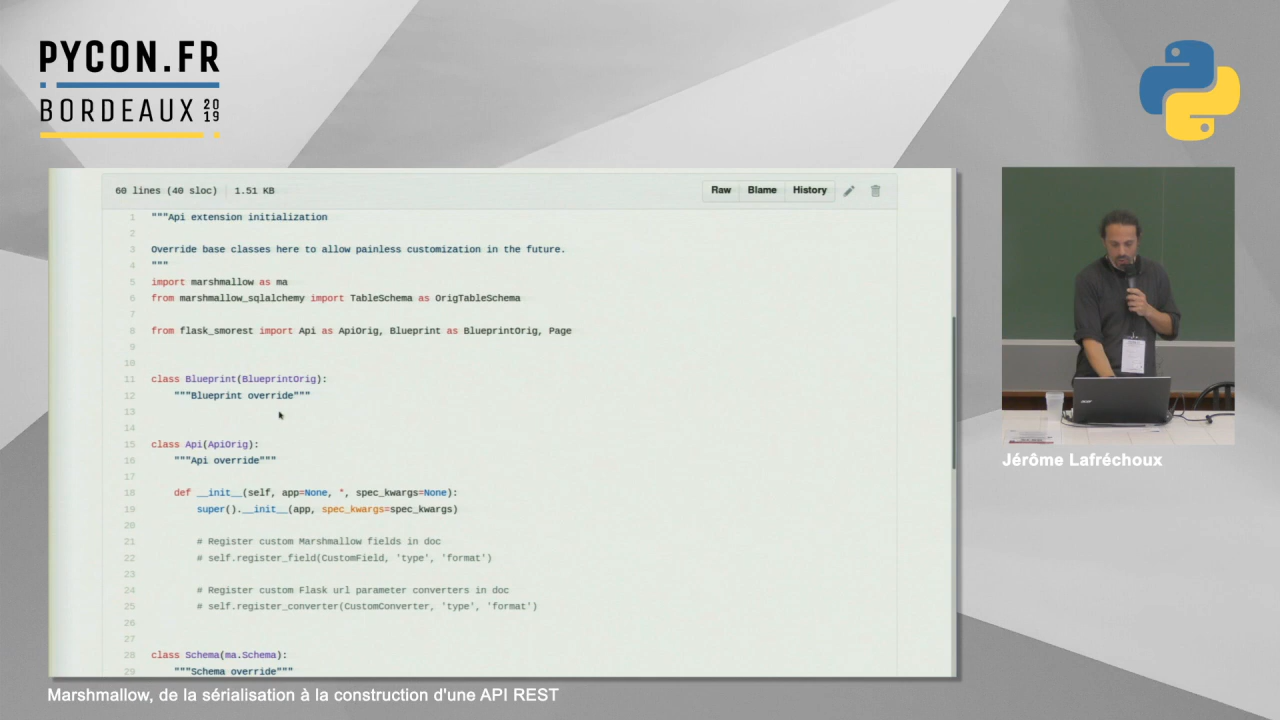 PYCON.FR
BORDEAUX 2019
60 lines (40 sloc) 1.51 KB
Raw Blame History
1 """Api extension initialization
2
3 Override base classes here to allow painless customization in the future.
4 """
5 import marshmallow as ma
6 from marshmallow_sqlalchemy import TableSchema as OrigTableSchema
7
8 from flask_smorest import Api as ApiOrig, Blueprint as BlueprintOrig, Page
9
10
11 class Blueprint(BlueprintOrig):
12 """Blueprint override"""
13
14
15 class Api(ApiOrig):
16 """Api override"""
17
18 def __init__(self, app=None, *, spec_kwargs=None):
19 super().__init__(app, spec_kwargs=spec_kwargs)
20
21 # Register custom Marshmallow fields in doc
22 # self.register_field(CustomField, 'type', 'format')
23
24 # Register custom Flask url parameter converters in doc
25 # self.register_converter(CustomConverter, 'type', 'format')
26
27
28 class Schema(ma.Schema):
29 """Schema override"""
Jérôme Lafréchoux
Marshmallow, de la sérialisation à la construction d'une API REST